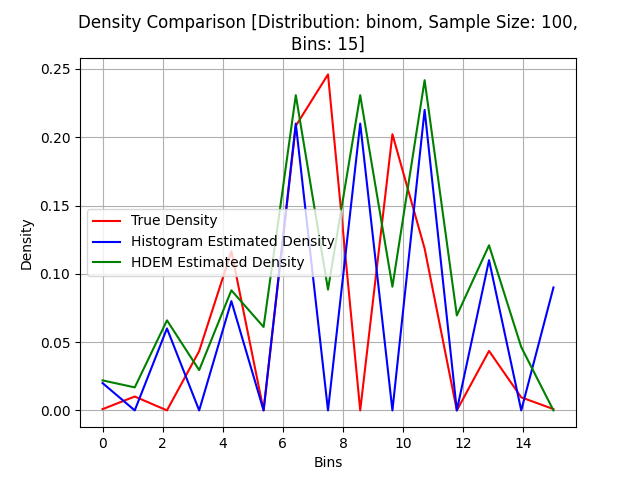 Density Comparison [Distribution: binom, Sample Size: 100,
Bins: 15]
0.25
0.20
0.15
0.10
0.05
0.00
Density
True Density
Histogram Estimated Density
HDEM Estimated Density
0 2 4 6 8 10 12 14
Bins